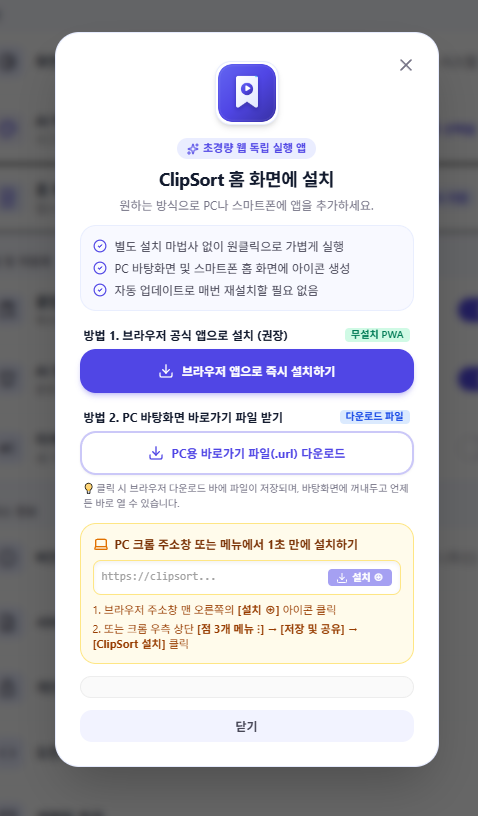 초경량 웹 독립 실행 앱
ClipSort 홈 화면에 설치
원하는 방식으로 PC나 스마트폰에 앱을 추가하세요.
별도 설치 마법사 없이 원클릭으로 가볍게 실행
PC 바탕화면 및 스마트폰 홈 화면에 아이콘 생성
자동 업데이트로 매번 재설치할 필요 없음
방법 1. 브라우저 공식 앱으로 설치 (권장) 무설치 PWA
브라우저 앱으로 즉시 설치하기
방법 2. PC 바탕화면 바로가기 파일 받기 다운로드 파일
PC용 바로가기 파일(.url) 다운로드
💡 클릭 시 브라우저 다운로드 바에 파일이 저장되며, 바탕화면에 꺼내두고 언제
든 바로 열 수 있습니다.
PC 크롬 주소창 또는 메뉴에서 1초 만에 설치하기
https://clipsort... 설치 ⊕
1. 브라우저 주소창 맨 오른쪽의 [설치 ⊕] 아이콘 클릭
2. 또는 크롬 우측 상단 [점 3개 메뉴 ⋮] → [저장 및 공유] →
[ClipSort 설치] 클릭
닫기